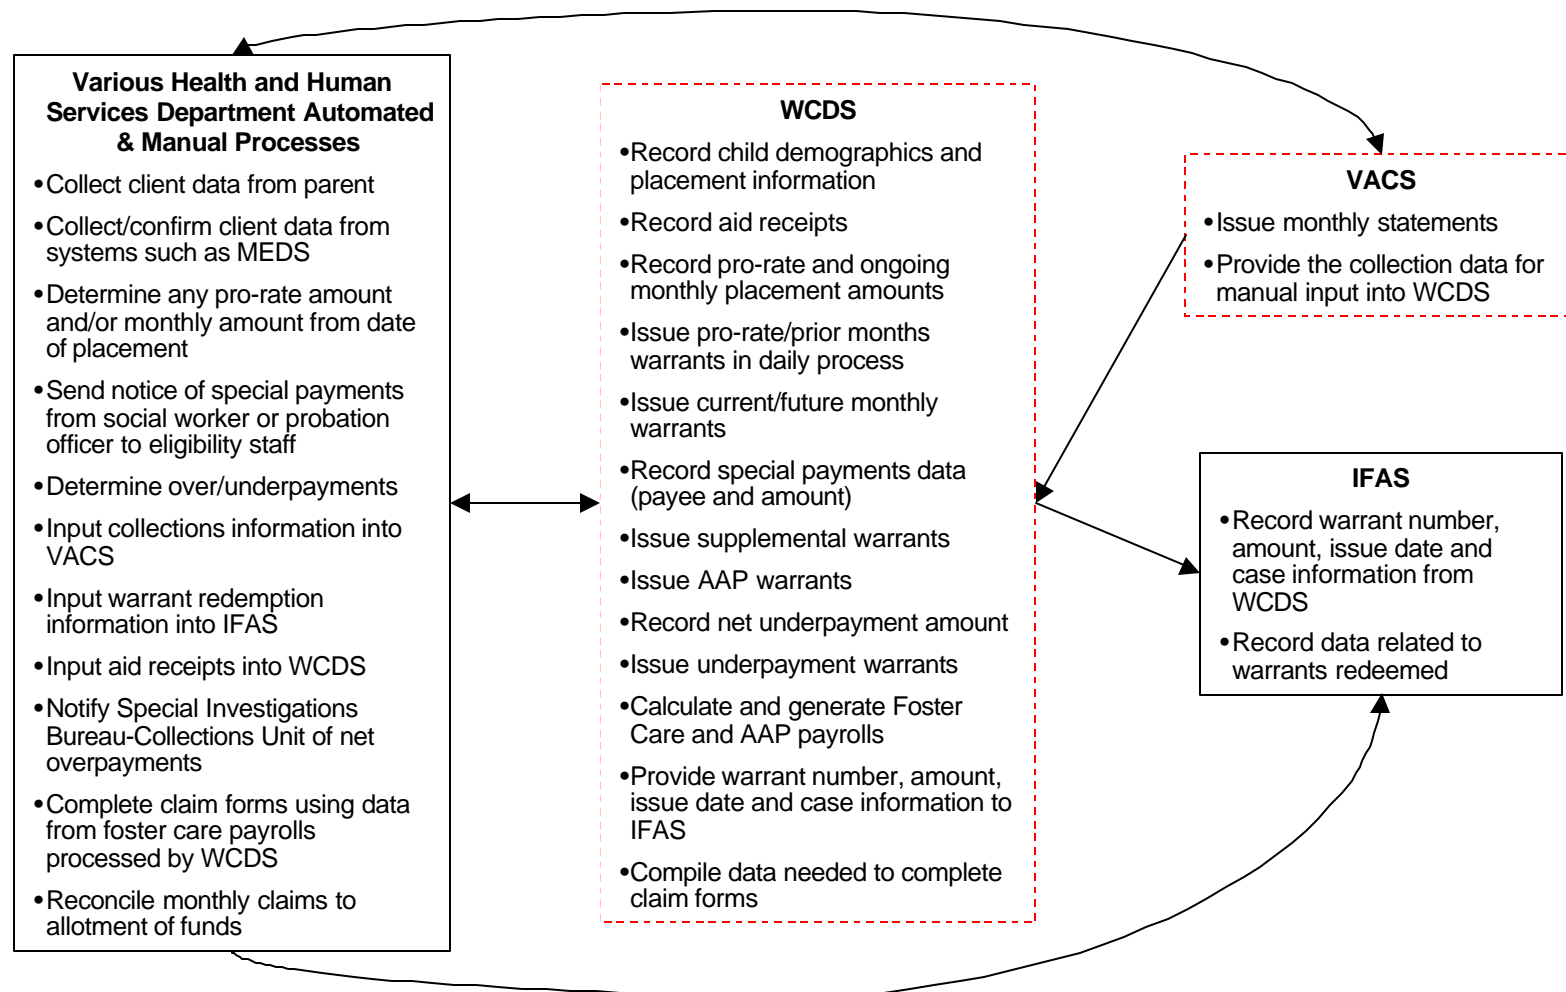 Various Health and Human
Services Department Automated
& Manual Processes
•Collect client data from parent
•Collect/confirm client data from
systems such as MEDS
•Determine any pro-rate amount
and/or monthly amount from date
of placement
•Send notice of special payments
from social worker or probation
officer to eligibility staff
•Determine over/underpayments
•Input collections information into
VACS
•Input warrant redemption
information into IFAS
•Input aid receipts into WCDS
•Notify Special Investigations
Bureau-Collections Unit of net
overpayments
•Complete claim forms using data
from foster care payrolls
processed by WCDS
•Reconcile monthly claims to
allotment of funds
WCDS
•Record child demographics and
placement information
•Record aid receipts
•Record pro-rate and ongoing
monthly placement amounts
•Issue pro-rate/prior months
warrants in daily process
•Issue current/future monthly
warrants
•Record special payments data
(payee and amount)
•Issue supplemental warrants
•Issue AAP warrants
•Record net underpayment amount
•Issue underpayment warrants
•Calculate and generate Foster
Care and AAP payrolls
•Provide warrant number, amount,
issue date and case information to
IFAS
•Compile data needed to complete
claim forms
VACS
•Issue monthly statements
•Provide the collection data for
manual input into WCDS
IFAS
•Record warrant number,
amount, issue date and
case information from
WCDS
•Record data related to
warrants redeemed